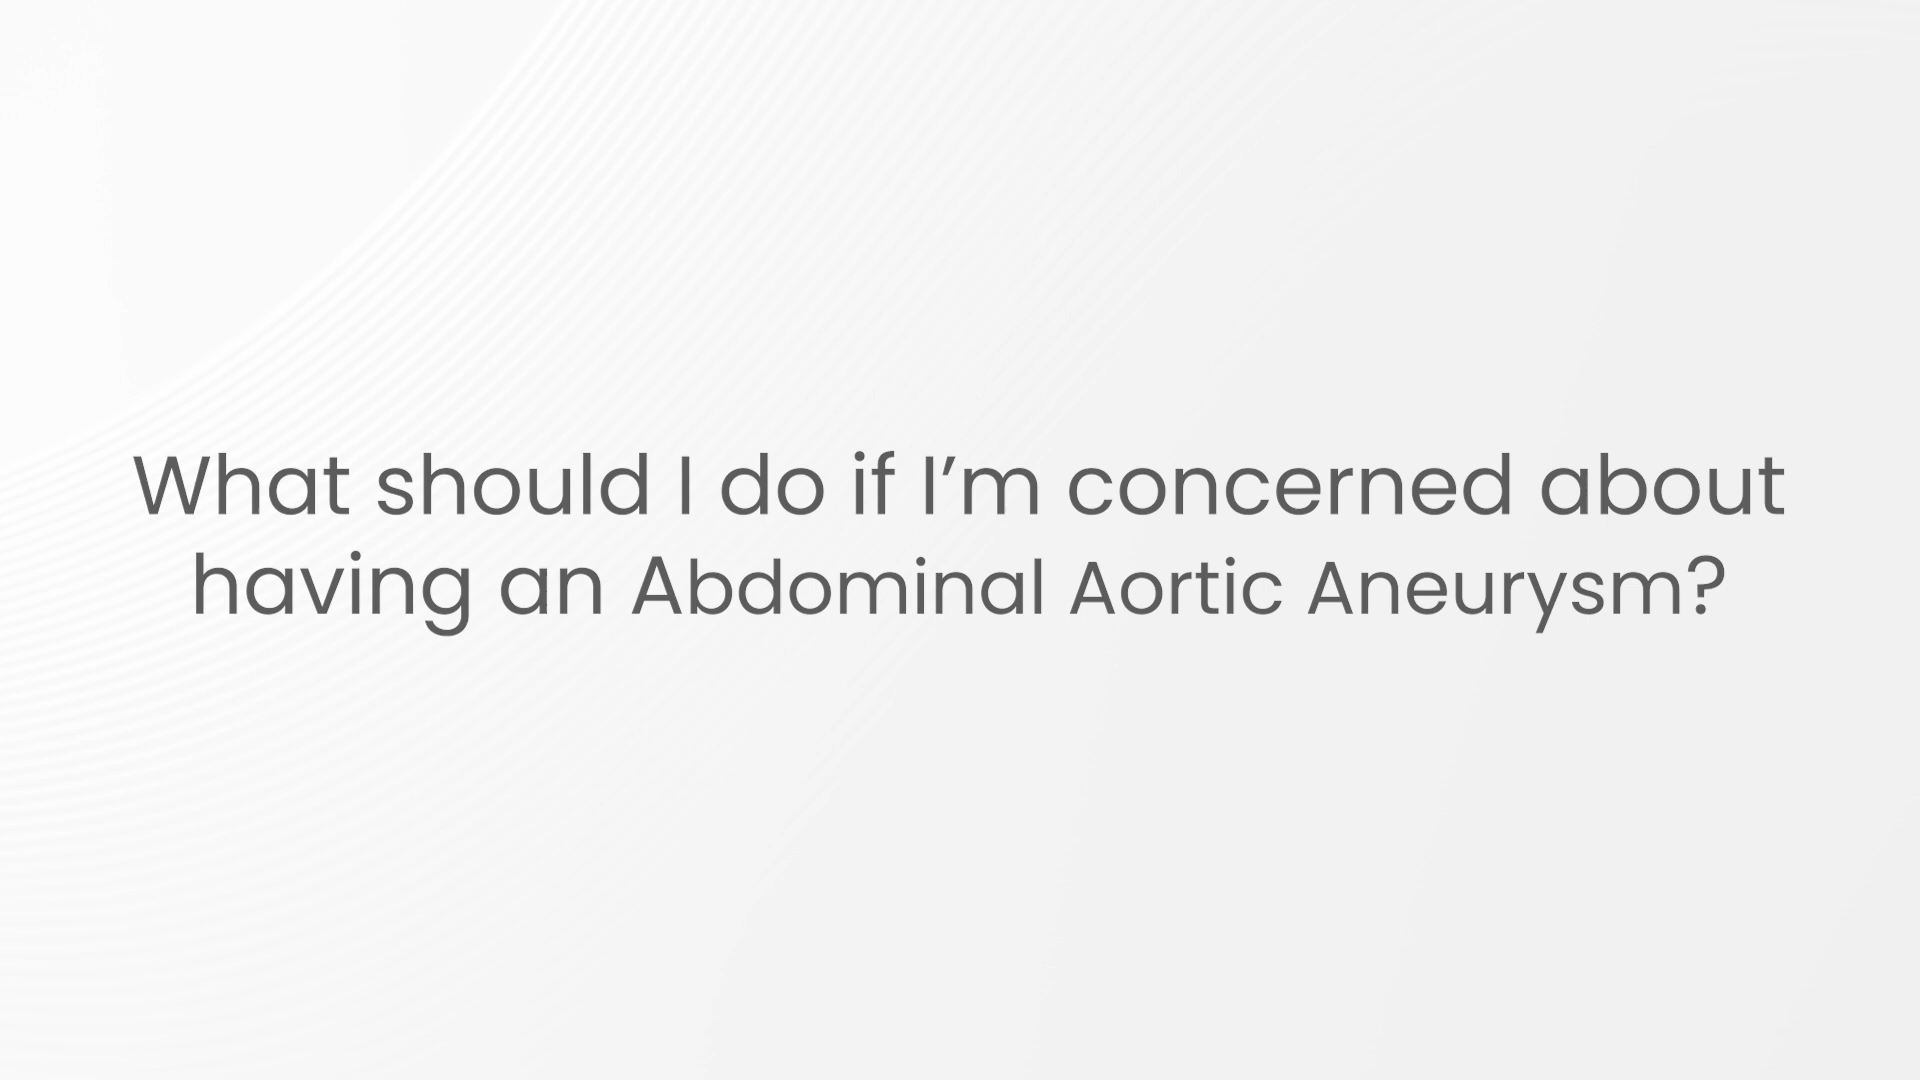 What should I do if I’m concerned about
having an Abdominal Aortic Aneurysm?